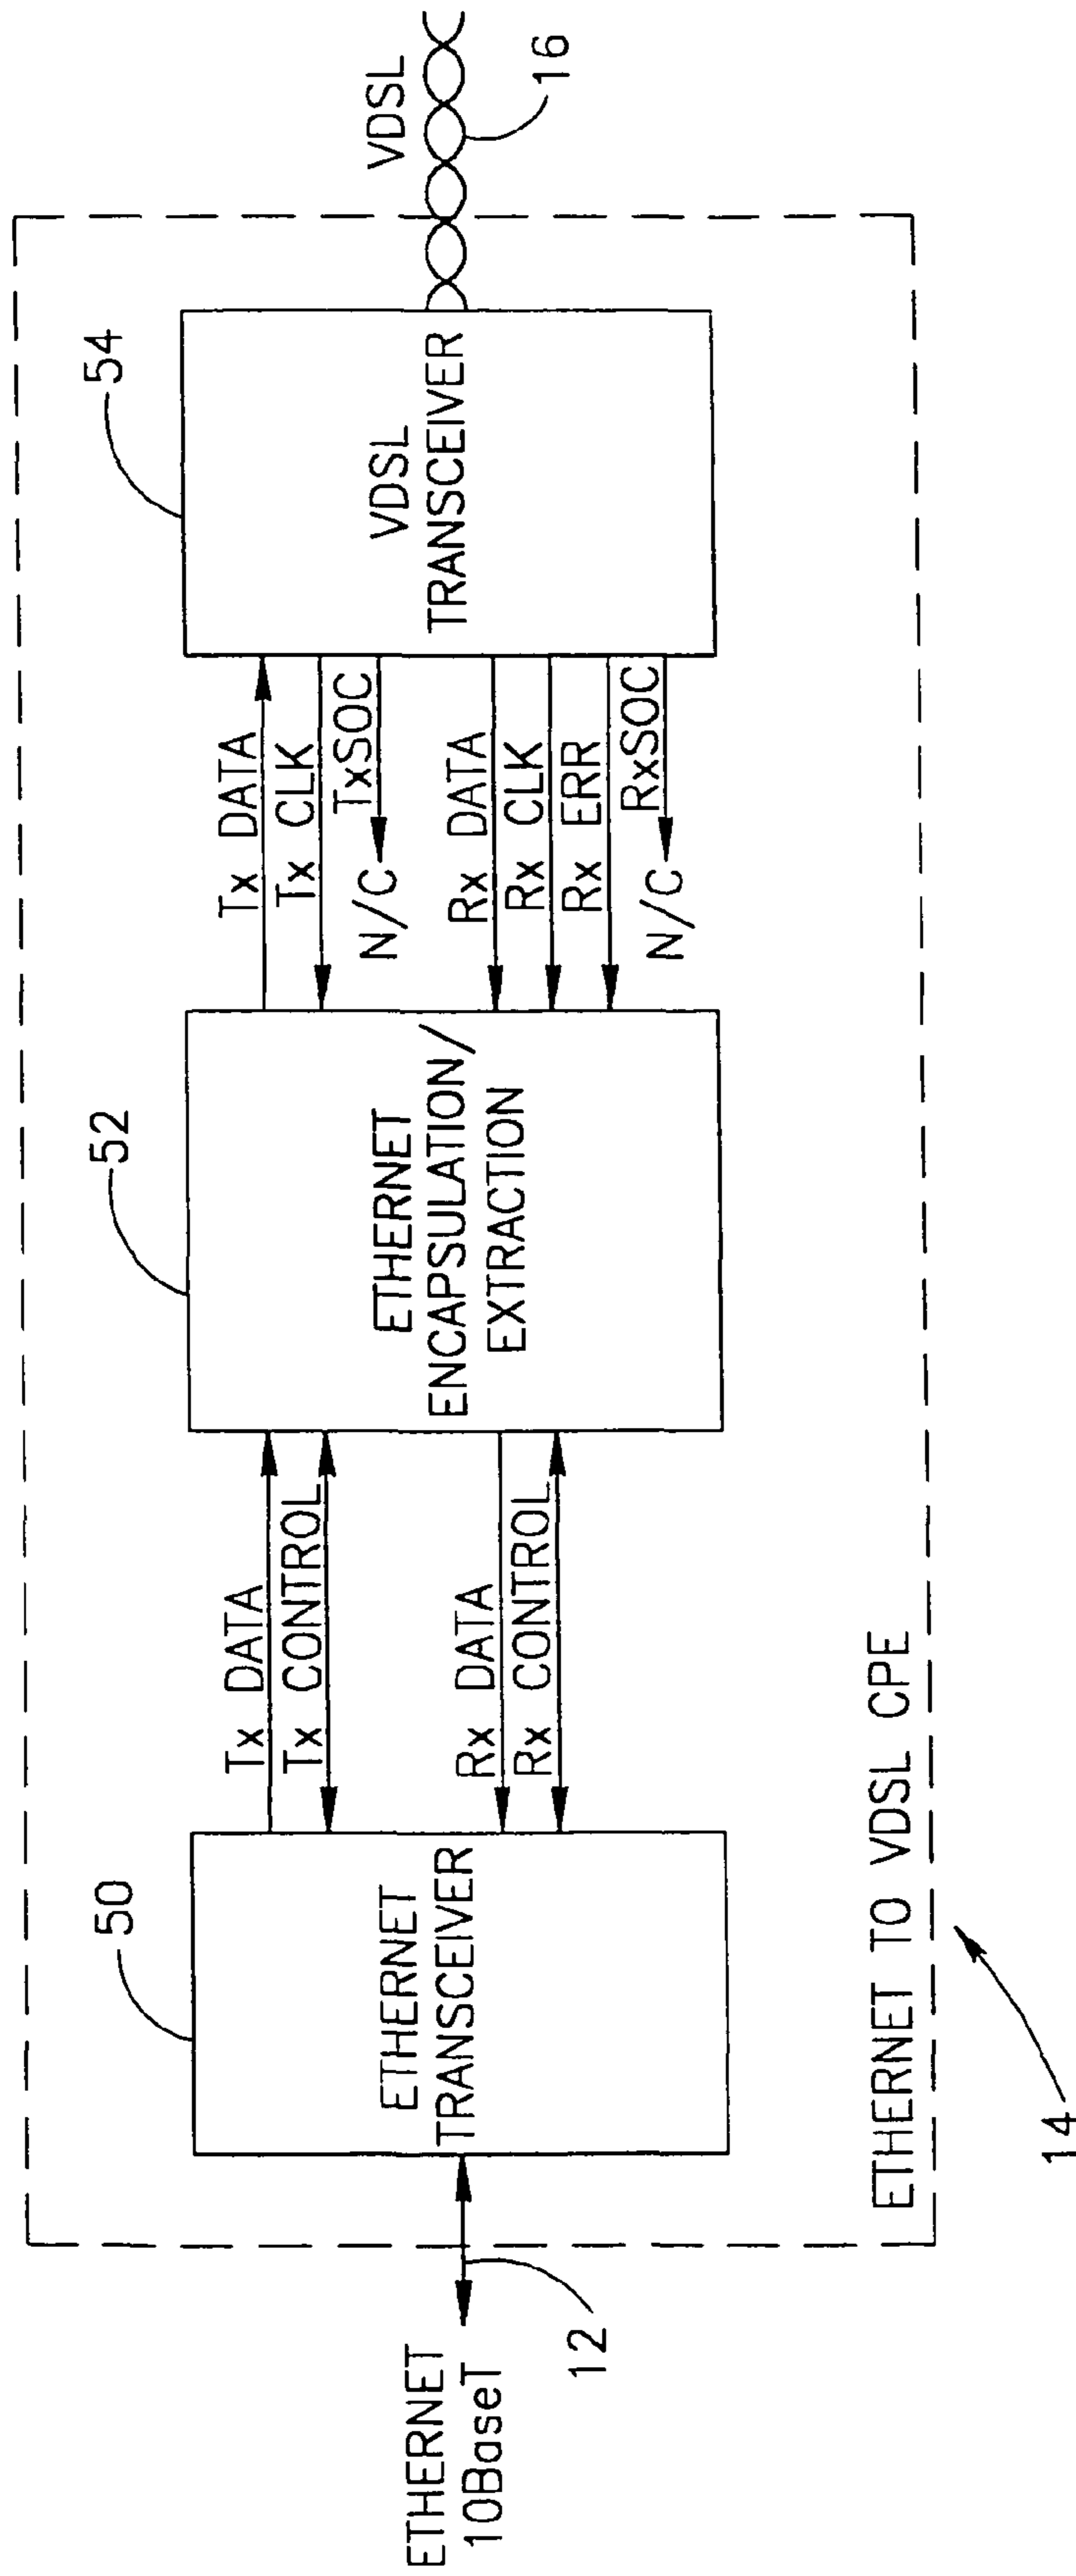 ETHERNET
10BaseT
12
50
ETHERNET
TRANSCEIVER
Tx DATA
Tx CONTROL
Rx DATA
Rx CONTROL
52
ETHERNET
ENCAPSULATION/
EXTRACTION
Tx DATA
Tx CLK
TxSOC
N/C
Rx DATA
Rx CLK
Rx ERR
RxSOC
N/C
54
VDSL
TRANSCEIVER
VDSL
16
ETHERNET TO VDSL CPE
14